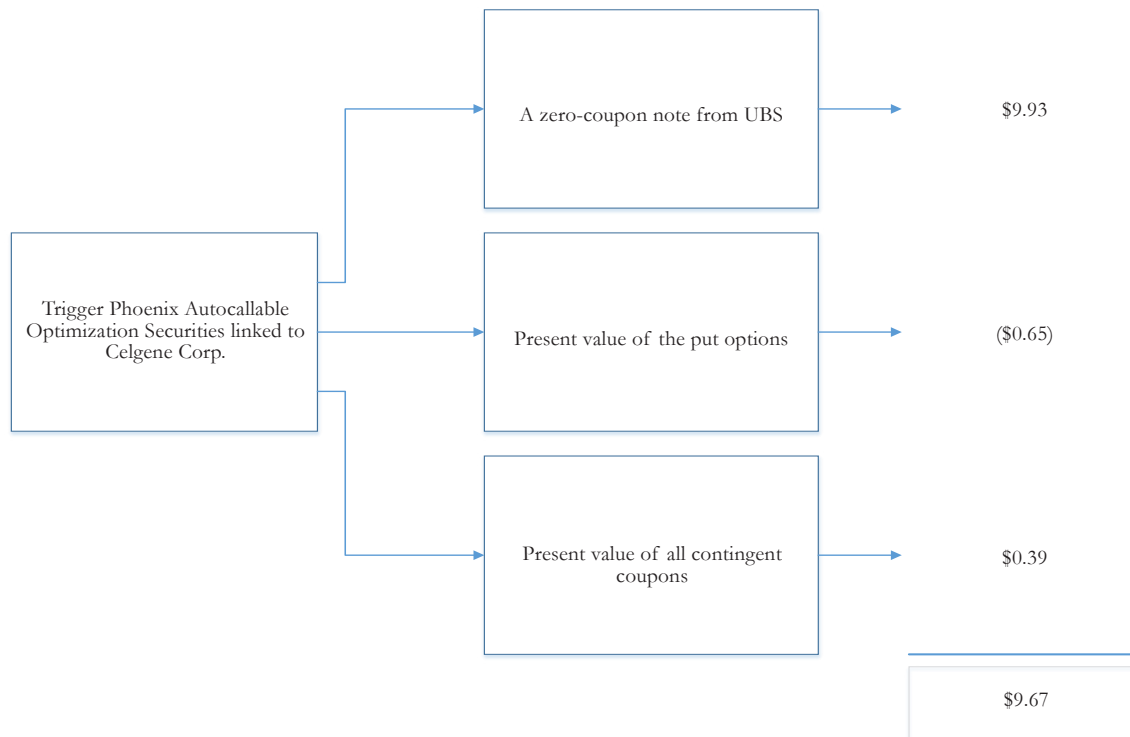 A zero-coupon note from UBS
$9.93
Trigger Phoenix Autocallable
Optimization Securities linked to
Celgene Corp.
Present value of the put options
($0.65)
Present value of all contingent
coupons
$0.39
$9.67